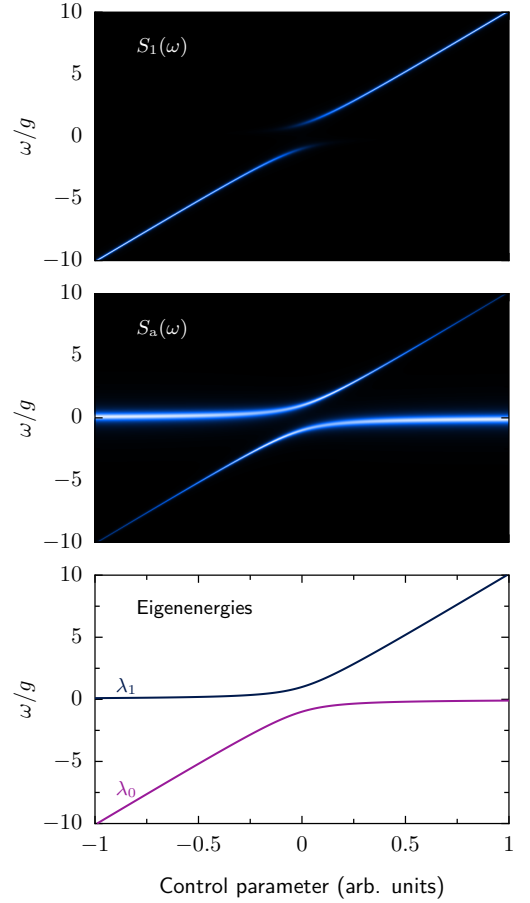 10
S₁(ω)
5
ω/g
0
−5
−10
10
Sₐ(ω)
5
ω/g
0
−5
−10
10
Eigenenergies
5
ω/g
λ₁
0
−5
λ₀
−10
−1 −0.5 0 0.5 1
Control parameter (arb. units)